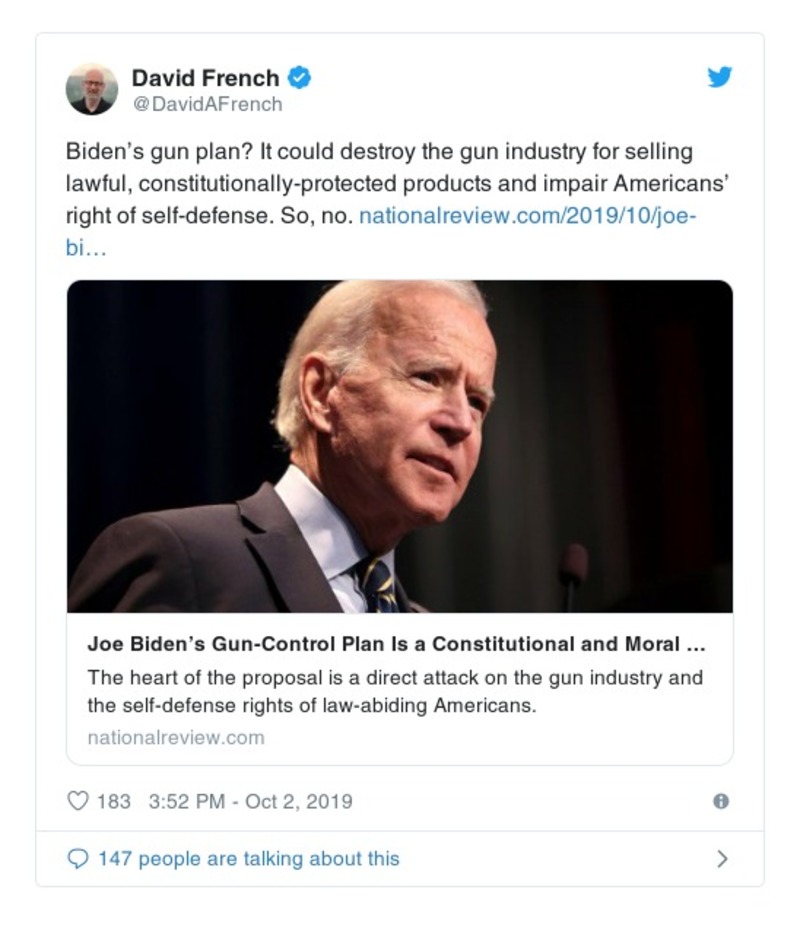 David French
@DavidAFrench
Biden’s gun plan? It could destroy the gun industry for selling
lawful, constitutionally-protected products and impair Americans’
right of self-defense. So, no. nationalreview.com/2019/10/joe-
bi…
Joe Biden’s Gun-Control Plan Is a Constitutional and Moral ...
The heart of the proposal is a direct attack on the gun industry and
the self-defense rights of law-abiding Americans.
nationalreview.com
183 3:52 PM - Oct 2, 2019
147 people are talking about this